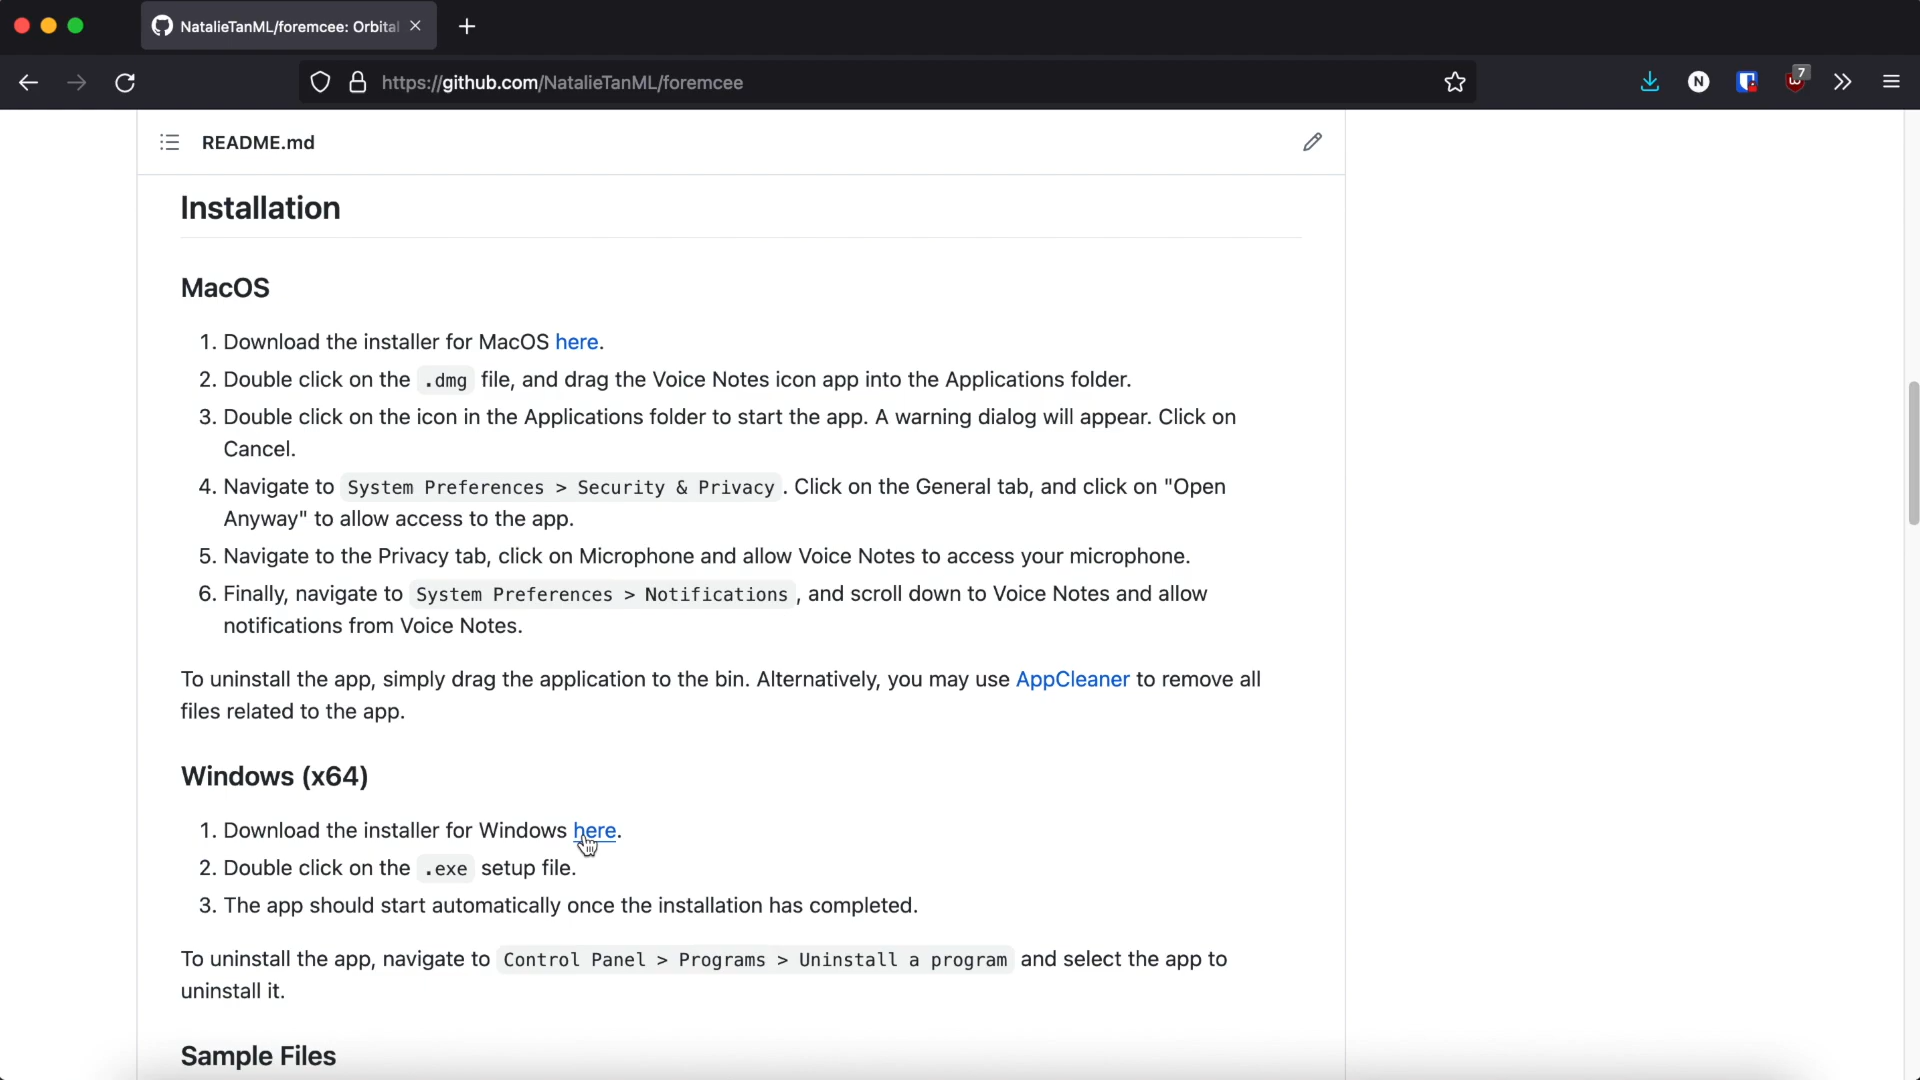 NatalieTanML/foremcee: Orbital
https://github.com/NatalieTanML/foremcee
N
7
README.md
Installation
MacOS
1. Download the installer for MacOS here.
2. Double click on the .dmg file, and drag the Voice Notes icon app into the Applications folder.
3. Double click on the icon in the Applications folder to start the app. A warning dialog will appear. Click on
Cancel.
4. Navigate to System Preferences > Security & Privacy. Click on the General tab, and click on "Open
Anyway" to allow access to the app.
5. Navigate to the Privacy tab, click on Microphone and allow Voice Notes to access your microphone.
6. Finally, navigate to System Preferences > Notifications, and scroll down to Voice Notes and allow
notifications from Voice Notes.
To uninstall the app, simply drag the application to the bin. Alternatively, you may use AppCleaner to remove all
files related to the app.
Windows (x64)
1. Download the installer for Windows here.
2. Double click on the .exe setup file.
3. The app should start automatically once the installation has completed.
To uninstall the app, navigate to Control Panel > Programs > Uninstall a program and select the app to
uninstall it.
Sample Files